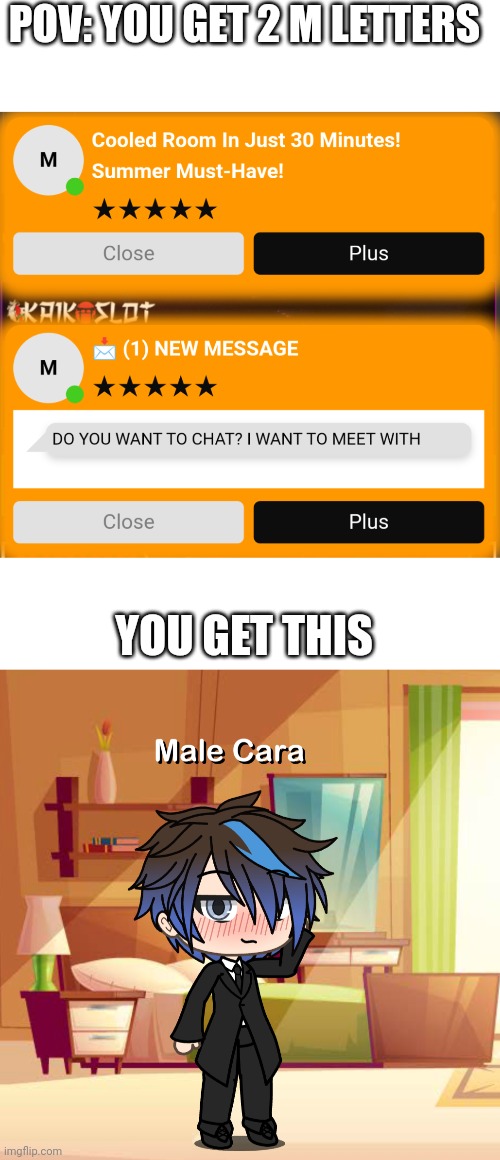 POV: YOU GET 2 M LETTERS
M
Cooled Room In Just 30 Minutes!
Summer Must-Have!
★★★★★
Close
Plus
KAIKOSLOT
M
📩 (1) NEW MESSAGE
★★★★★
DO YOU WANT TO CHAT? I WANT TO MEET WITH
Close
Plus
YOU GET THIS
Male Cara
imgflip.com